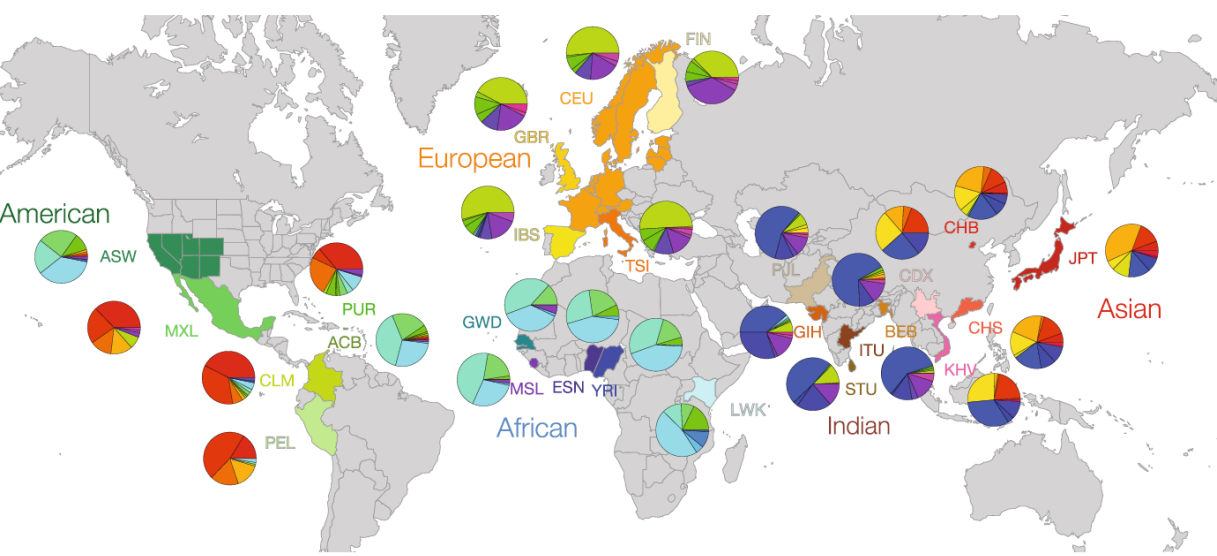 FIN
CEU
GBR
European
American
ASW
IBS
TSI
PJL
CHB
JPT
CDX
Asian
MXL
PUR
ACB
GWD
GIH
BEB
CHS
ITU
CLM
MSL
ESN
YRI
STU
KHV
PEL
African
LWK
Indian